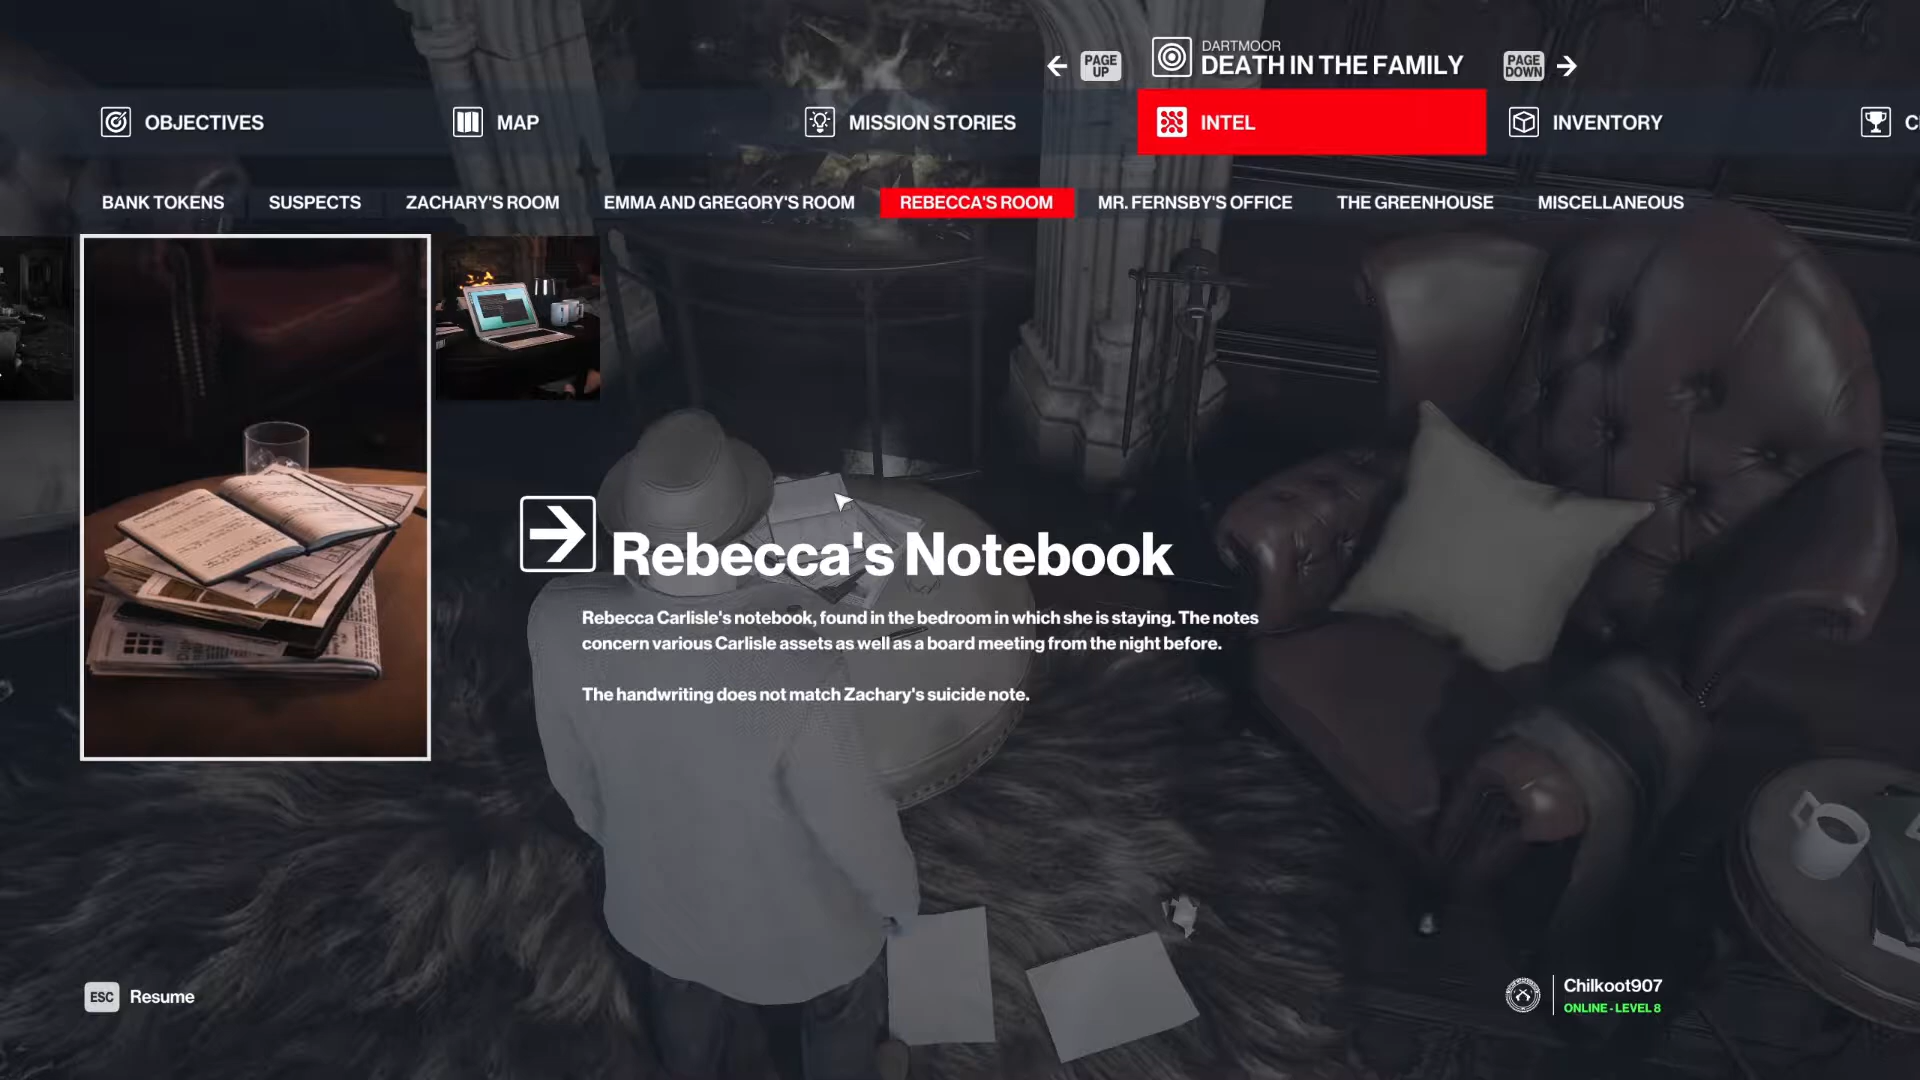 PAGE UP
DARTMOOR
DEATH IN THE FAMILY
PAGE DOWN
OBJECTIVES
MAP
MISSION STORIES
INTEL
INVENTORY
BANK TOKENS
SUSPECTS
ZACHARY'S ROOM
EMMA AND GREGORY'S ROOM
REBECCA'S ROOM
MR. FERNSBY'S OFFICE
THE GREENHOUSE
MISCELLANEOUS
Rebecca's Notebook
Rebecca Carlisle's notebook, found in the bedroom in which she is staying. The notes
concern various Carlisle assets as well as a board meeting from the night before.
The handwriting does not match Zachary's suicide note.
ESC Resume
Chilkoot907
ONLINE - LEVEL 8